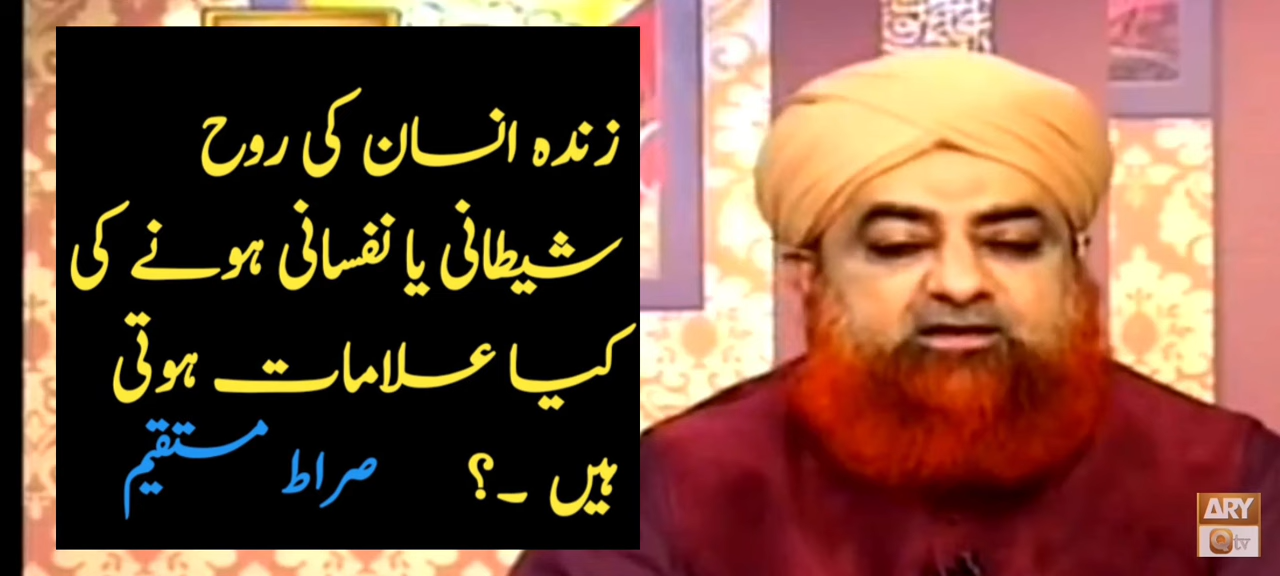 زندہ انسان کی روح
شیطانی یا نفسانی ہونے کی
کیا علامات ہوتی
ہیں ۔؟
صراط مستقیم
ARY
Qtv